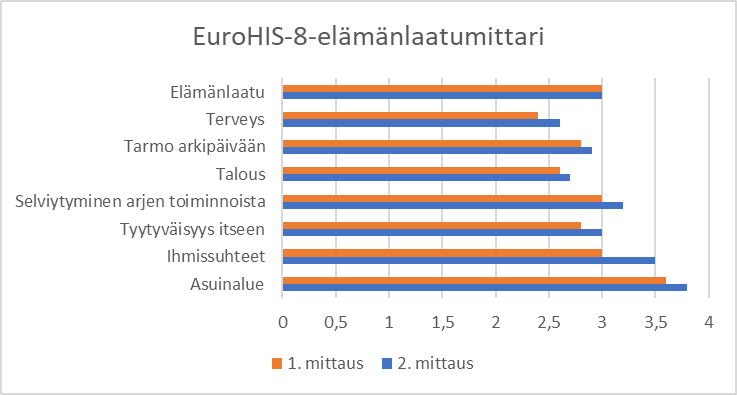 EuroHIS-8-elämänlaatumittari
Elämänlaatu
Terveys
Tarmo arkipäivään
Talous
Selviytyminen arjen toiminnoista
Tyytyväisyys itseen
Ihmissuhteet
Asuinalue
0 0,5 1 1,5 2 2,5 3 3,5 4
1. mittaus 2. mittaus